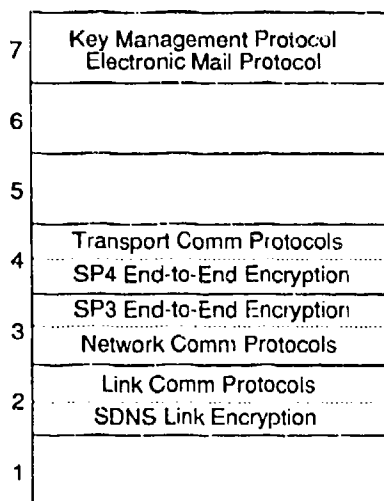 7
Key Management Protocol
Electronic Mail Protocol
6
5
4
Transport Comm Protocols
SP4 End-to-End Encryption
3
SP3 End-to-End Encryption
Network Comm Protocols
2
Link Comm Protocols
SDNS Link Encryption
1